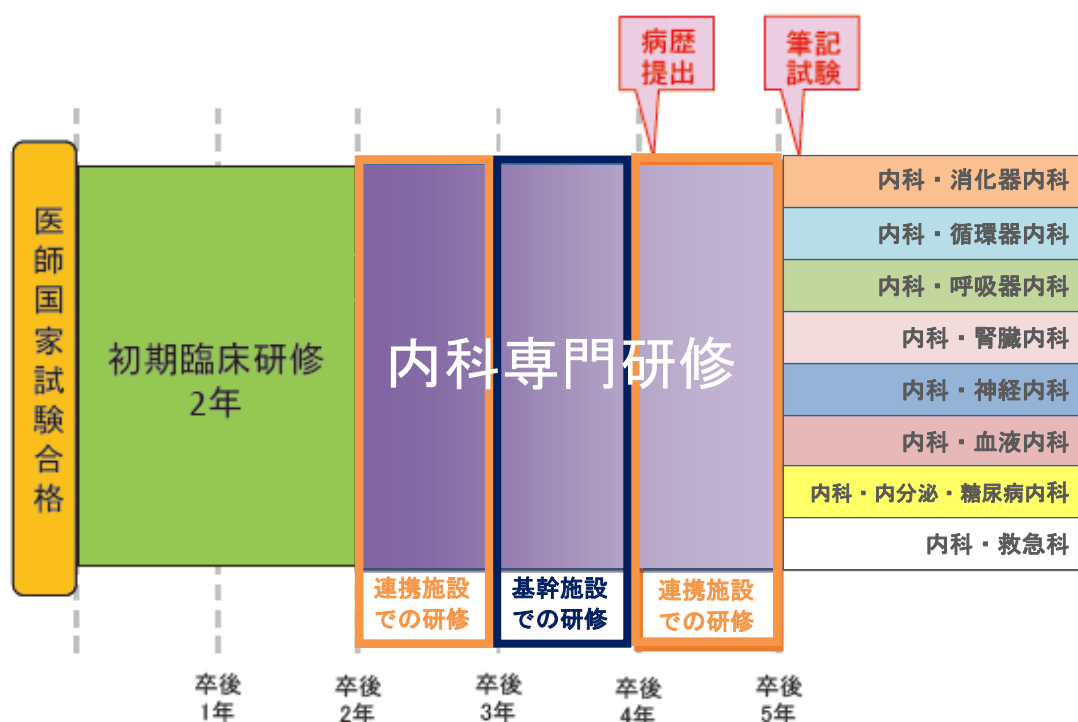 病歴
提出
筆記
試験
医師国家試験合格
初期臨床研修
2年
内科専門研修
連携施設
での研修
基幹施設
での研修
連携施設
での研修
内科・消化器内科
内科・循環器内科
内科・呼吸器内科
内科・腎臓内科
内科・神経内科
内科・血液内科
内科・内分泌・糖尿病内科
内科・救急科
卒後
1年
卒後
2年
卒後
3年
卒後
4年
卒後
5年